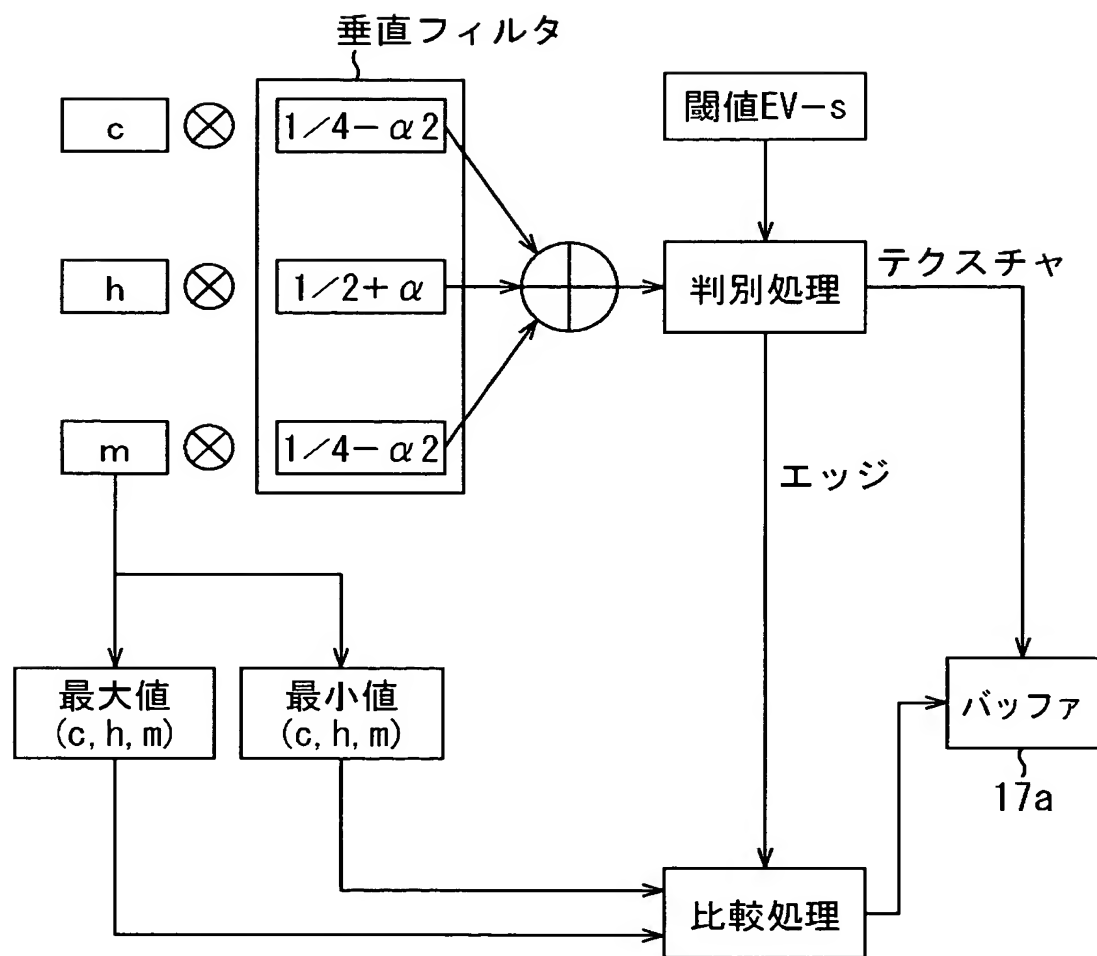 垂直フィルタ
c
1/4-α2
閾値EV-s
h
1/2+α
判別処理
テクスチャ
m
1/4-α2
エッジ
最大値
(c,h,m)
最小値
(c,h,m)
バッファ
17a
比較処理